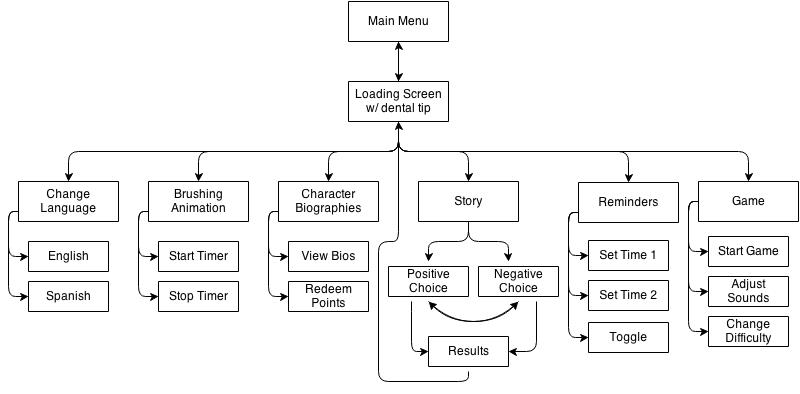 Main Menu
Loading Screen
w/ dental tip
Change
Language
Brushing
Animation
Character
Biographies
Story
Reminders
Game
English
Start Timer
View Bios
Positive
Choice
Negative
Choice
Set Time 1
Start Game
Spanish
Stop Timer
Redeem
Points
Set Time 2
Adjust
Sounds
Results
Toggle
Change
Difficulty